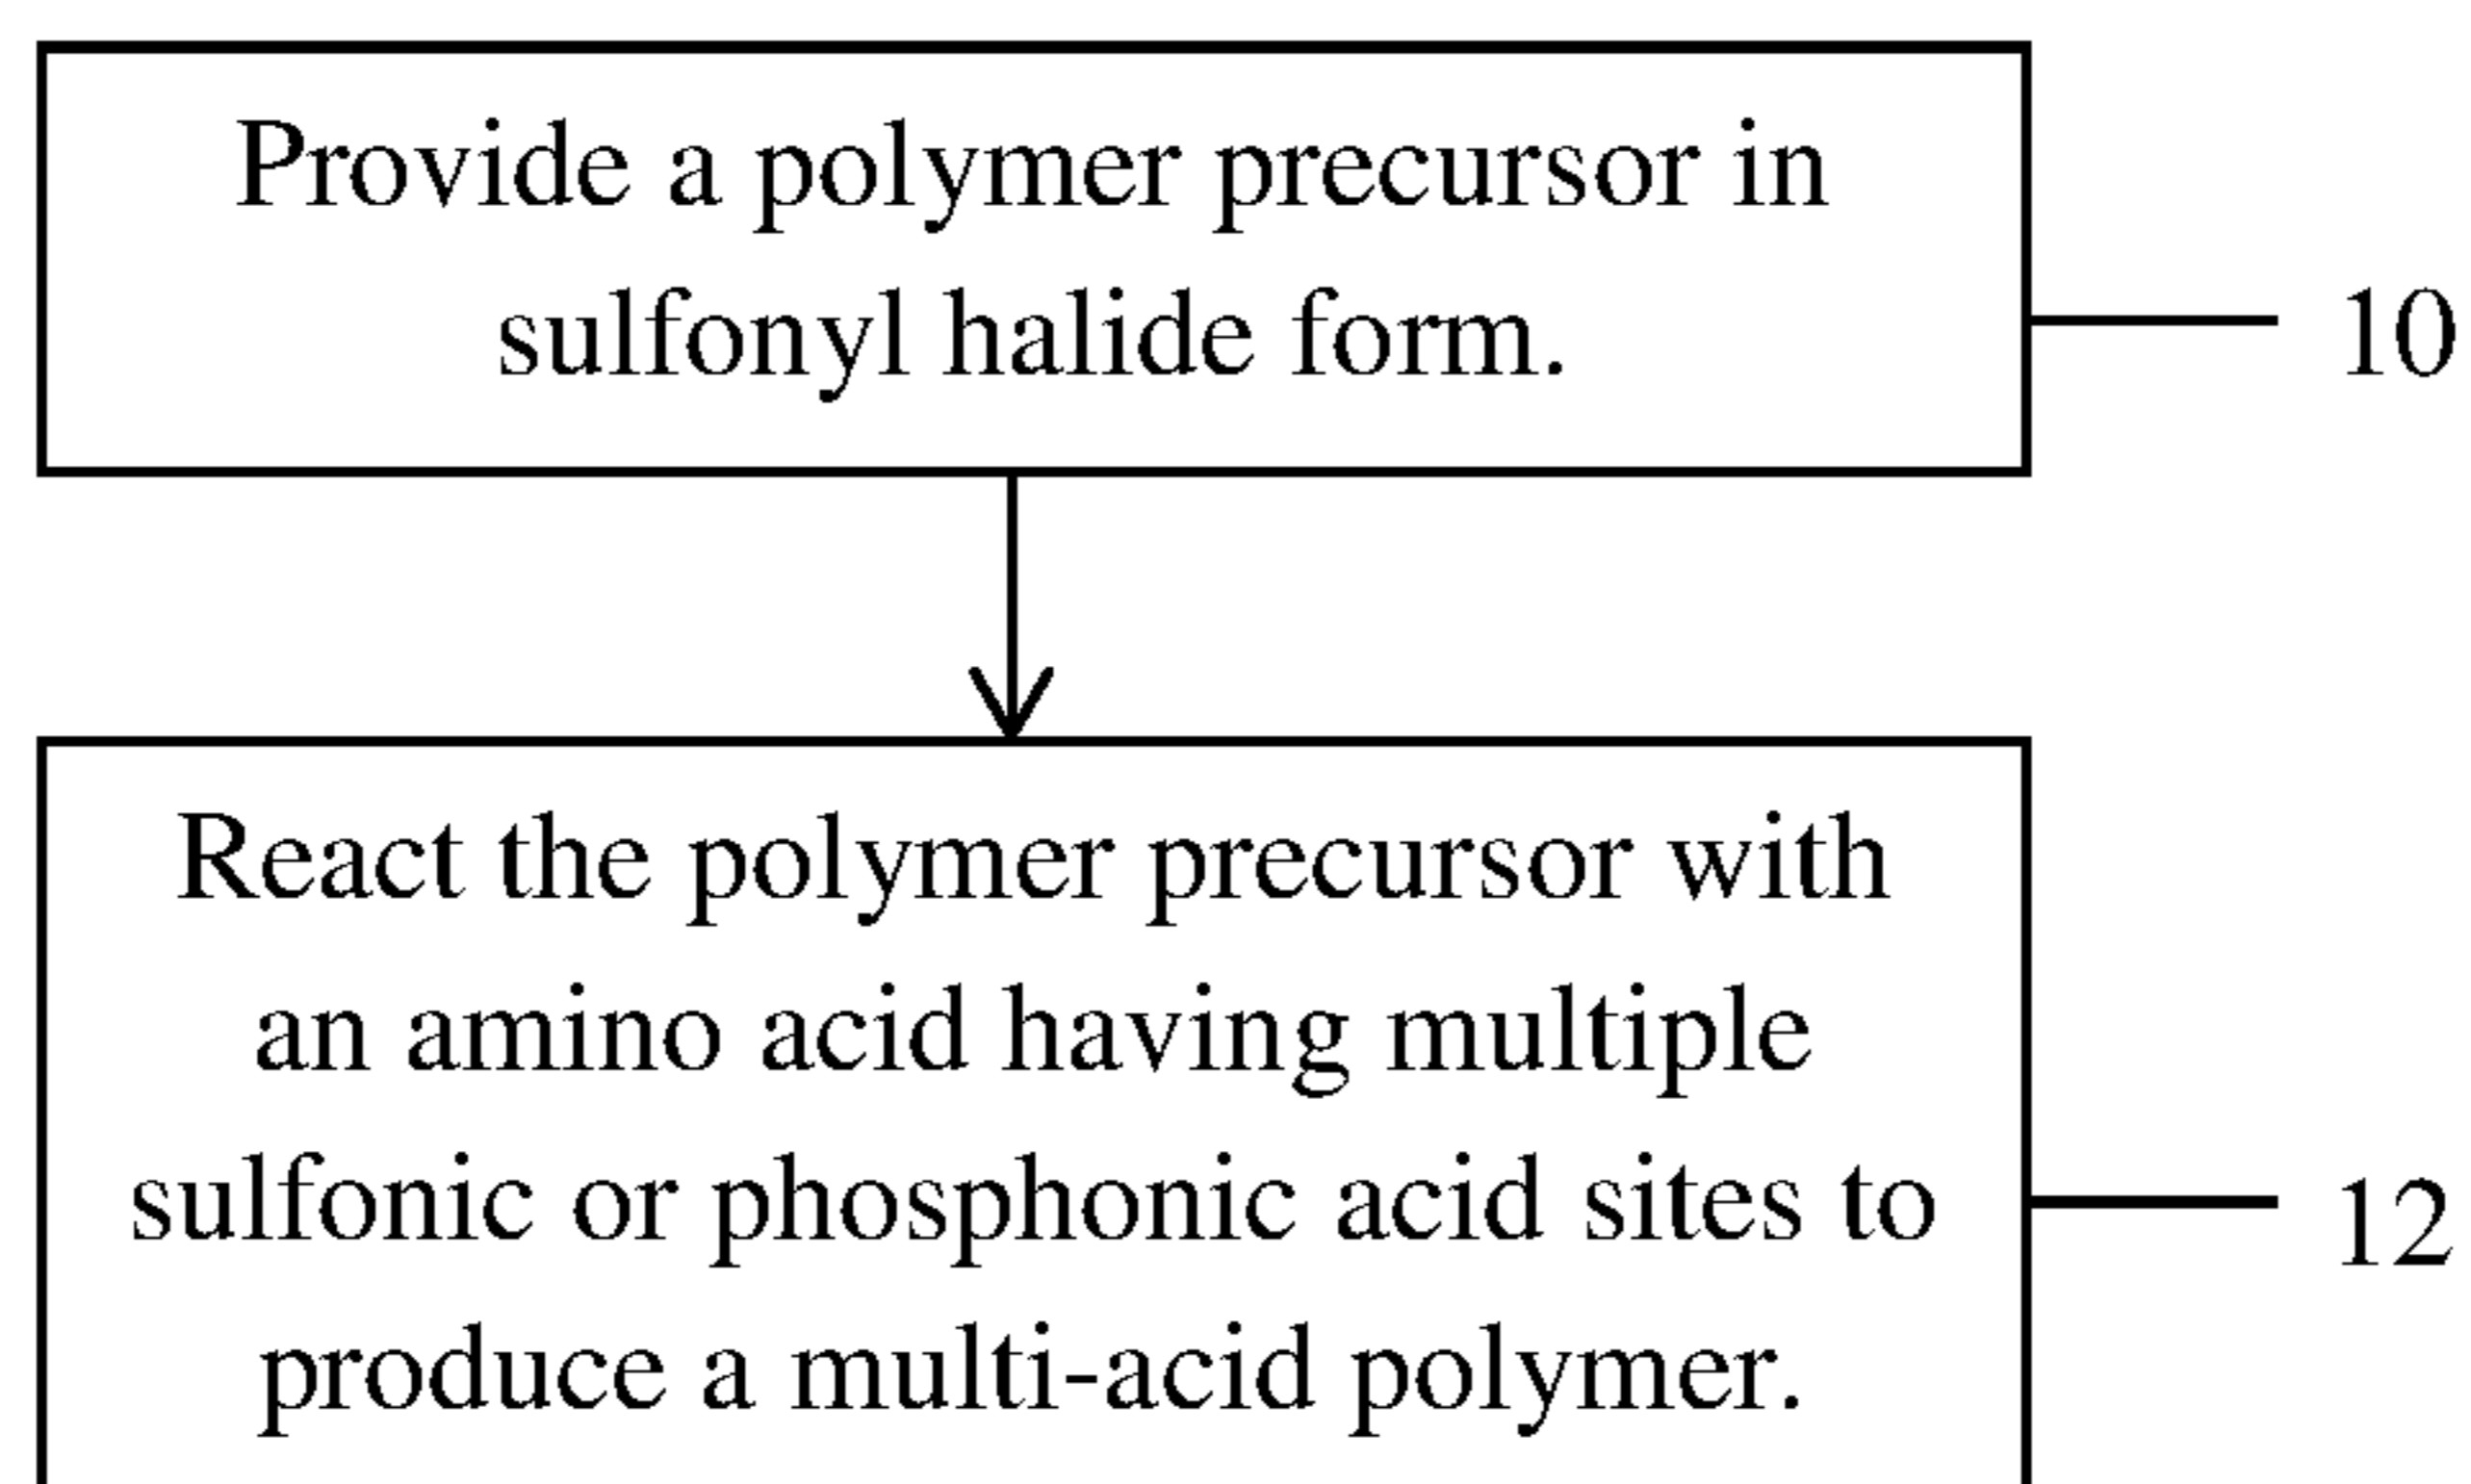 Provide a polymer precursor in
sulfonyl halide form.
10
React the polymer precursor with
an amino acid having multiple
sulfonic or phosphonic acid sites to
12
produce a multi-acid polymer.